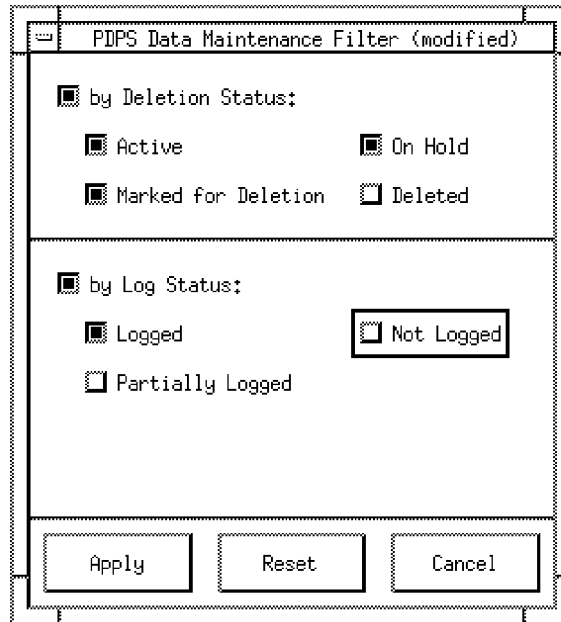 PDPS Data Maintenance Filter (modified)
by Deletion Status:
Active
On Hold
Marked for Deletion
Deleted
by Log Status:
Logged
Not Logged
Partially Logged
Apply
Reset
Cancel